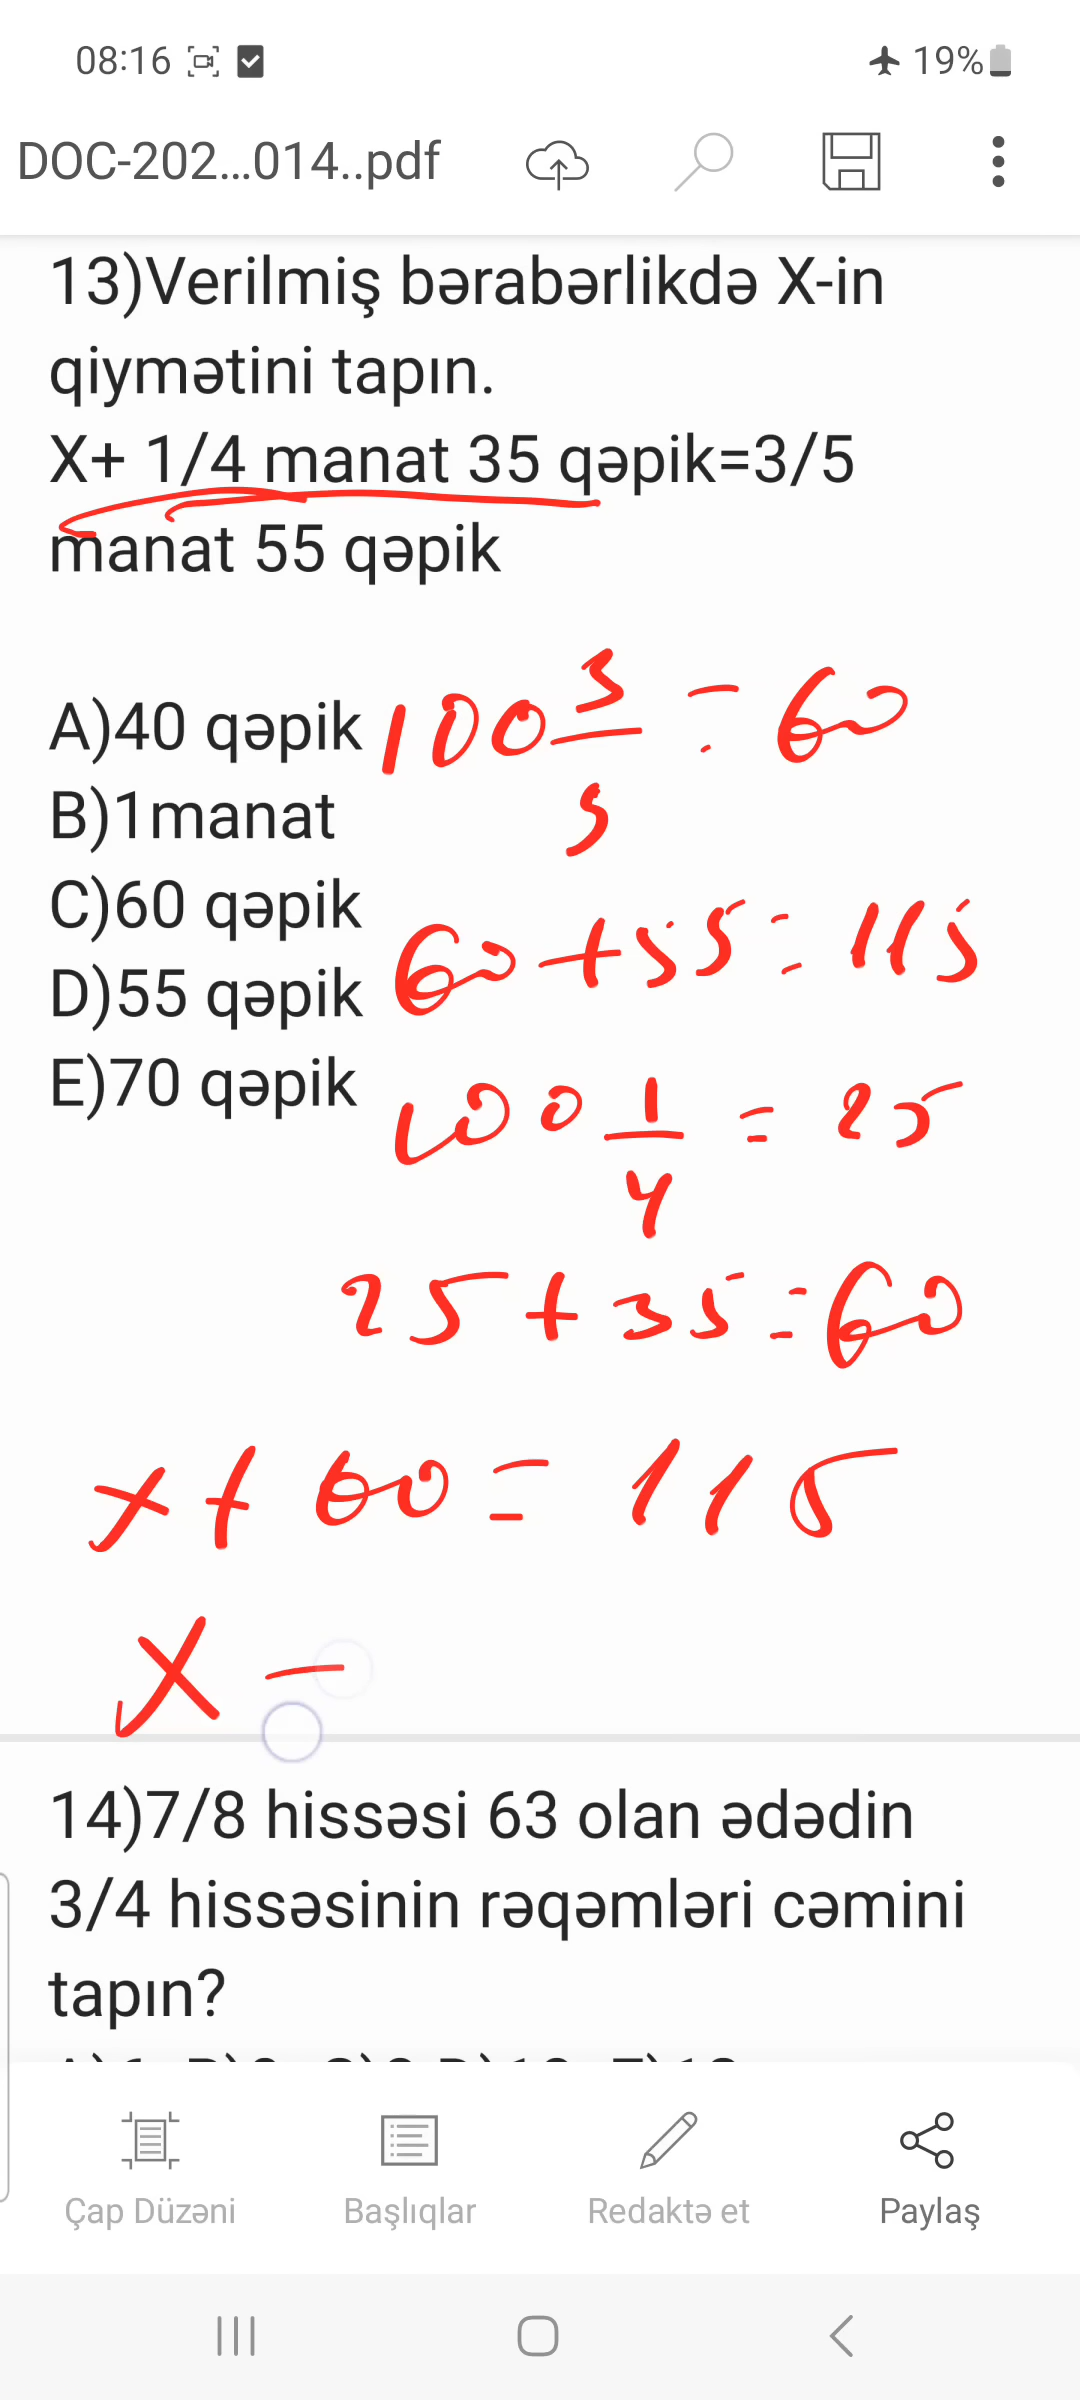 08:16 19%
DOC-202...014..pdf
13)Verilmiş bərabərlikdə X-in
qiymətini tapın.
X+ 1/4 manat 35 qəpik=3/5
manat 55 qəpik
A)40 qəpik 100 3/5 = 60
B)1manat
C)60 qəpik
60+55=115
D)55 qəpik
E)70 qəpik
100 1/4 = 25
25+35=60
x+60=115
X=
14)7/8 hissəsi 63 olan ədədin
3/4 hissəsinin rəqəmləri cəmini
tapın?
Çap Düzəni Başlıqlar Redaktə et Paylaş